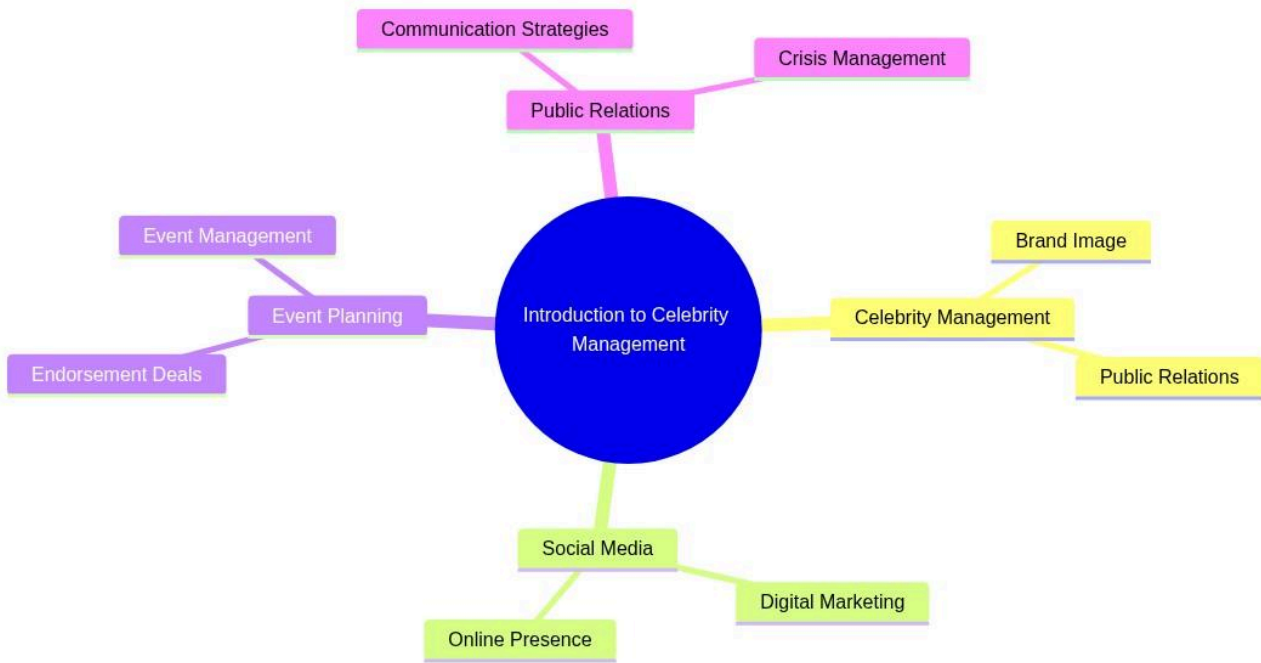 Communication Strategies
Crisis Management
Public Relations
Event Management
Event Planning
Endorsement Deals
Introduction to Celebrity
Management
Brand Image
Celebrity Management
Public Relations
Social Media
Digital Marketing
Online Presence